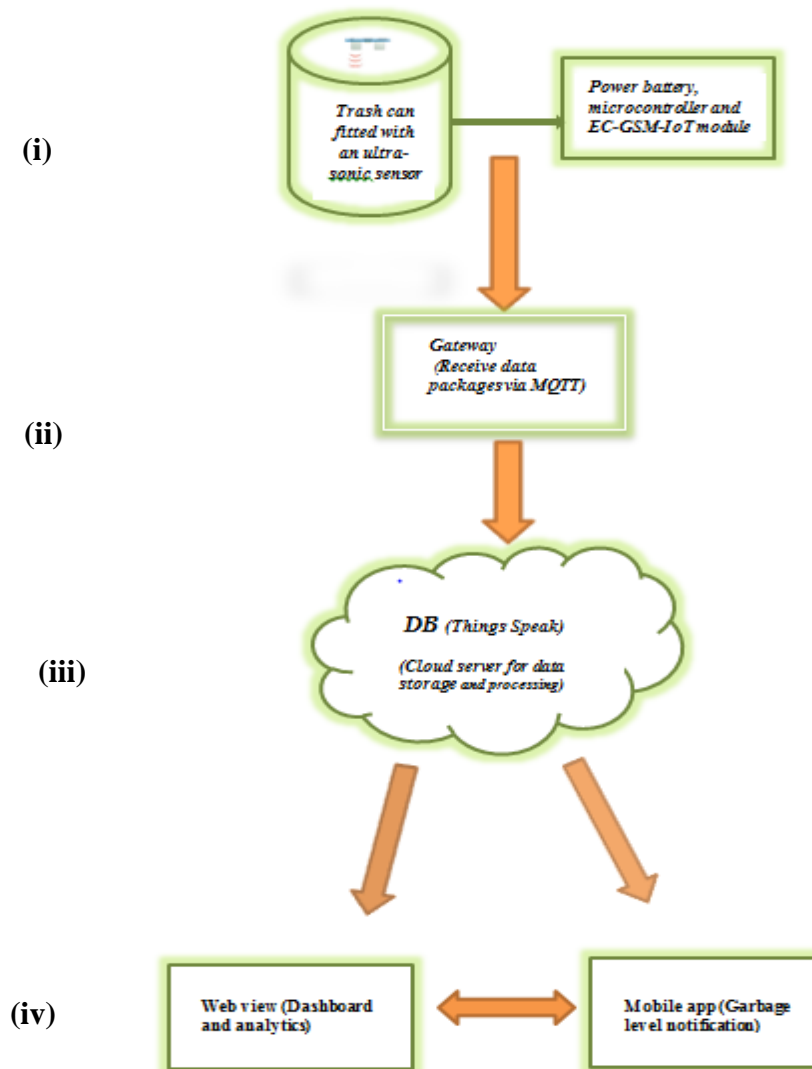 (i)
Trash can
fitted with
an ultra-
sonic sensor
Power battery,
microcontroller and
EC-GSM-IoT module
(ii)
Gateway
(Receive data
packages via MQTT)
(iii)
DB (Things Speak)
(Cloud server for data
storage and processing)
(iv)
Web view (Dashboard
and analytics)
Mobile app (Garbage
level notification)